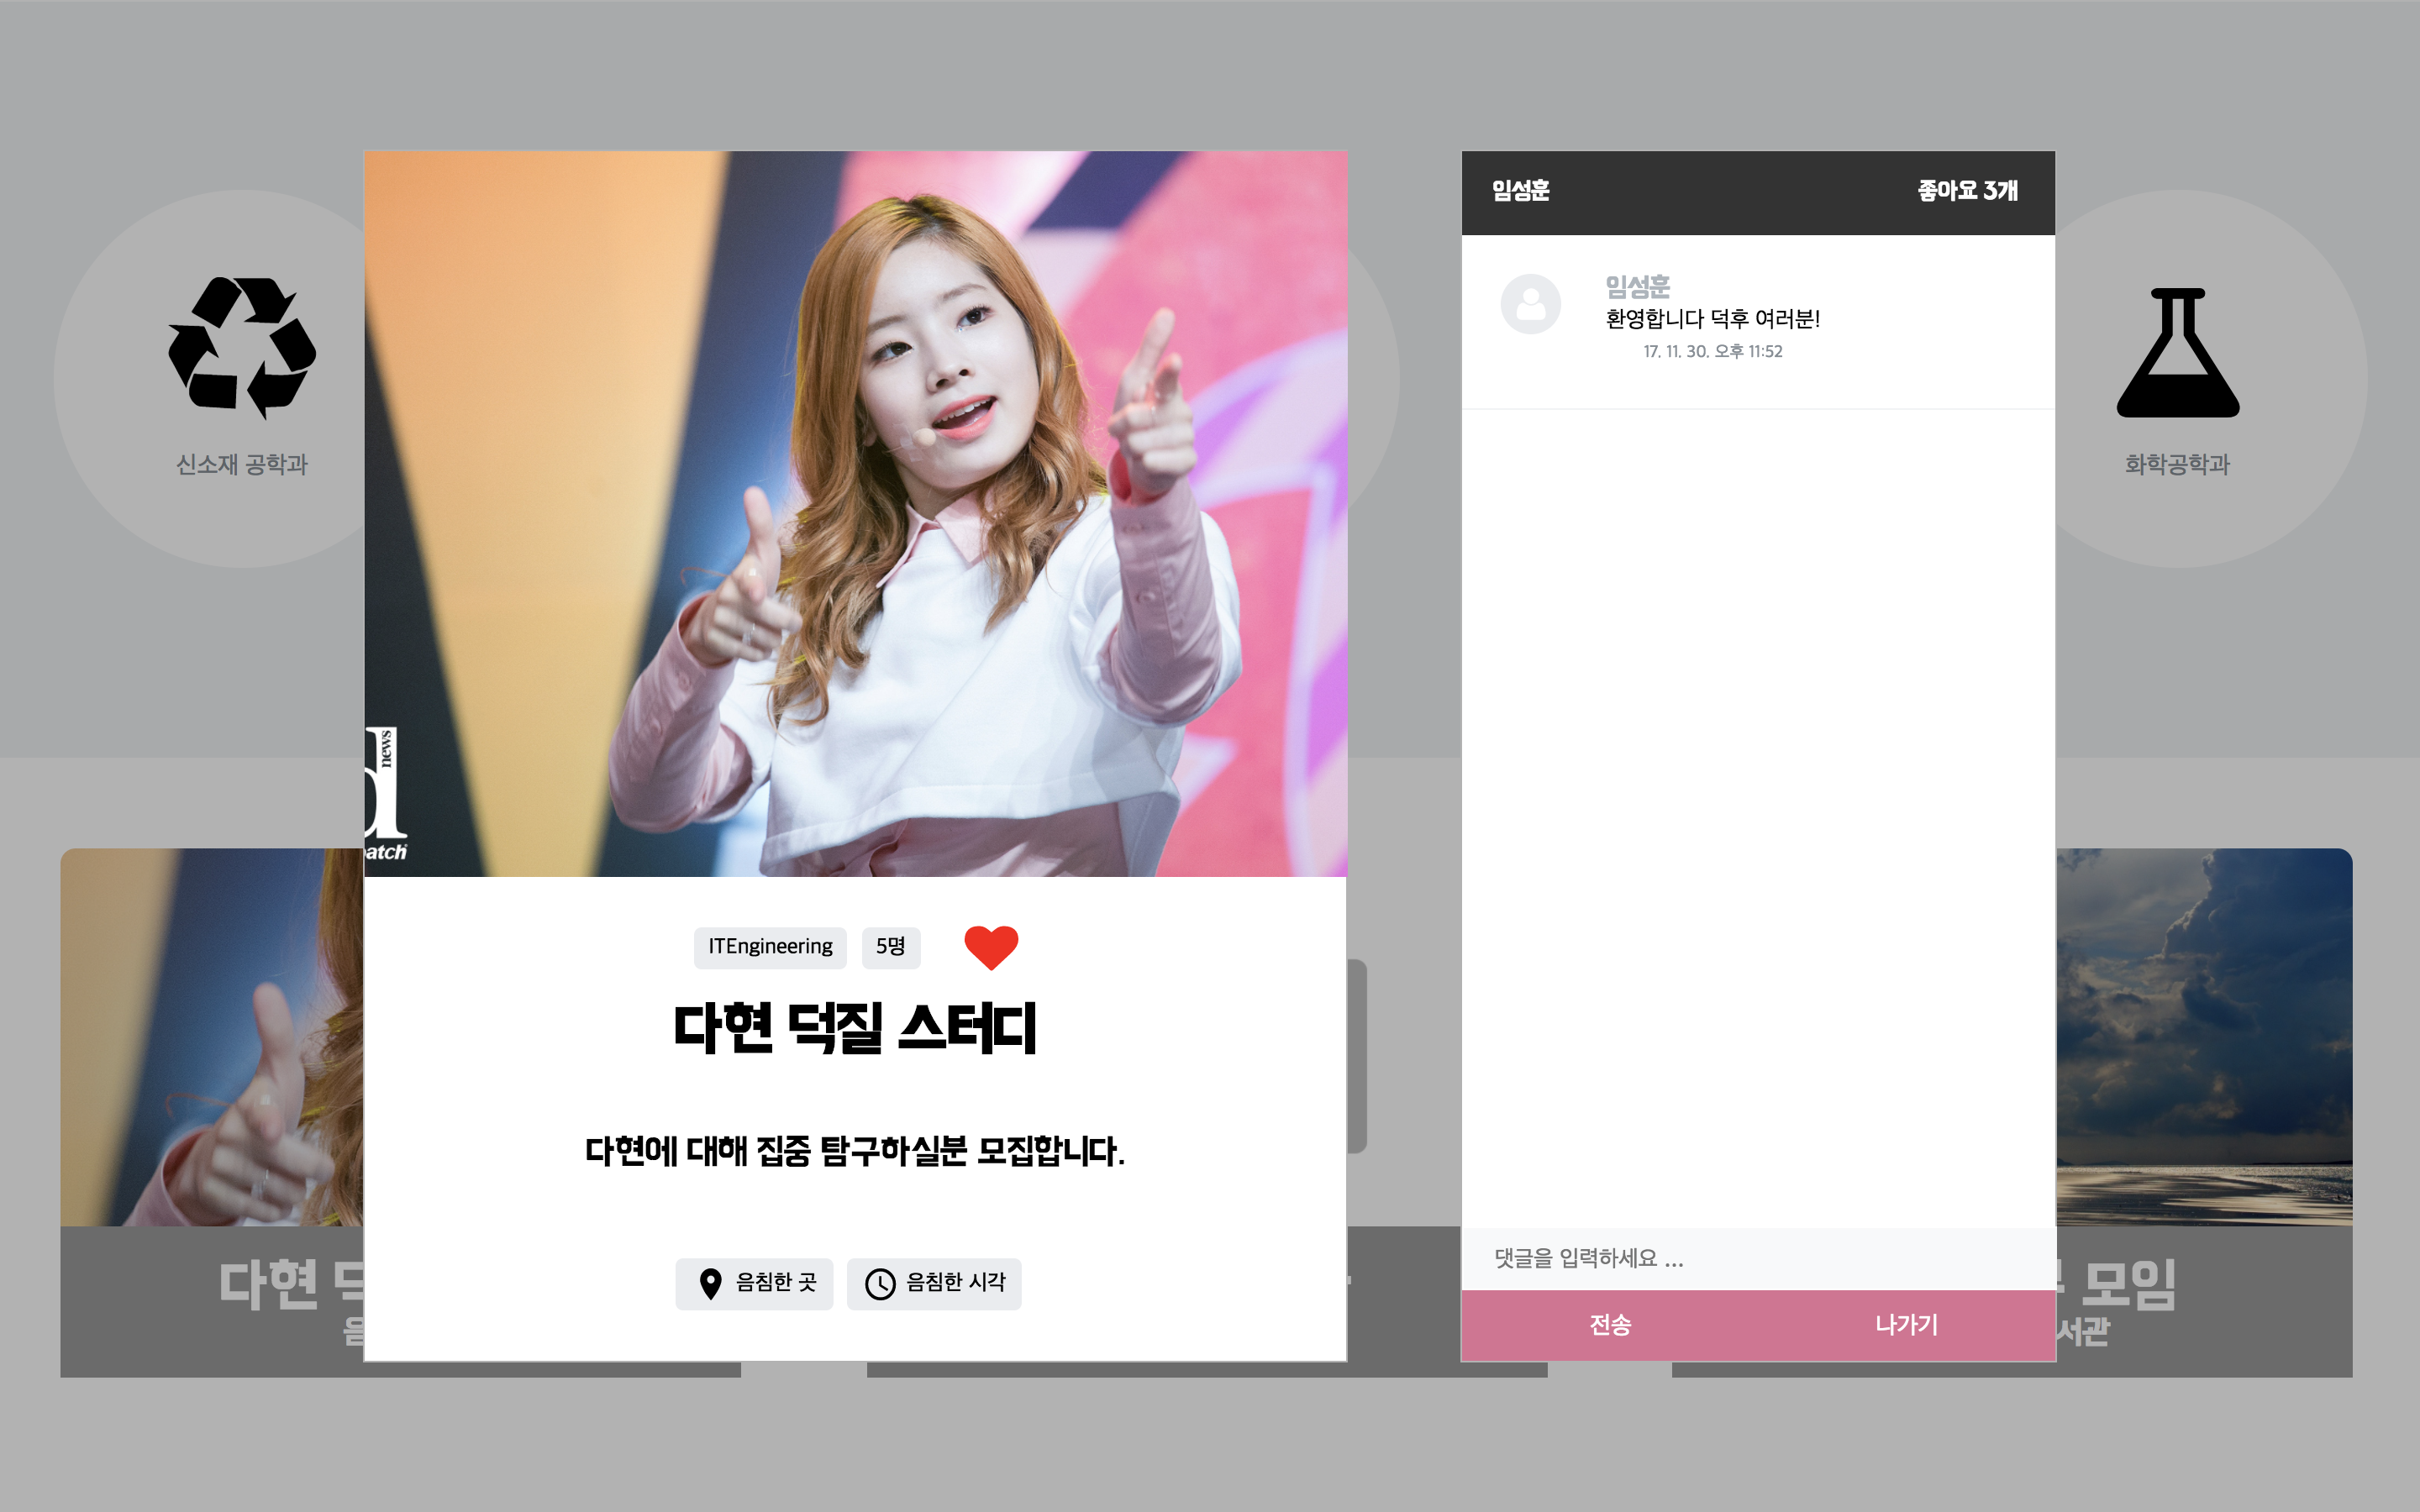 신소재 공학과
news
d
patch
ITEngineering
5명
다현 덕질 스터디
다현에 대해 집중 탐구하실분 모집합니다.
음침한 곳
음침한 시각
임성훈
좋아요 3개
임성훈
환영합니다 덕후 여러분!
17. 11. 30. 오후 11:52
댓글을 입력하세요 ...
전송
나가기
화학공학과
다현
모임
서관